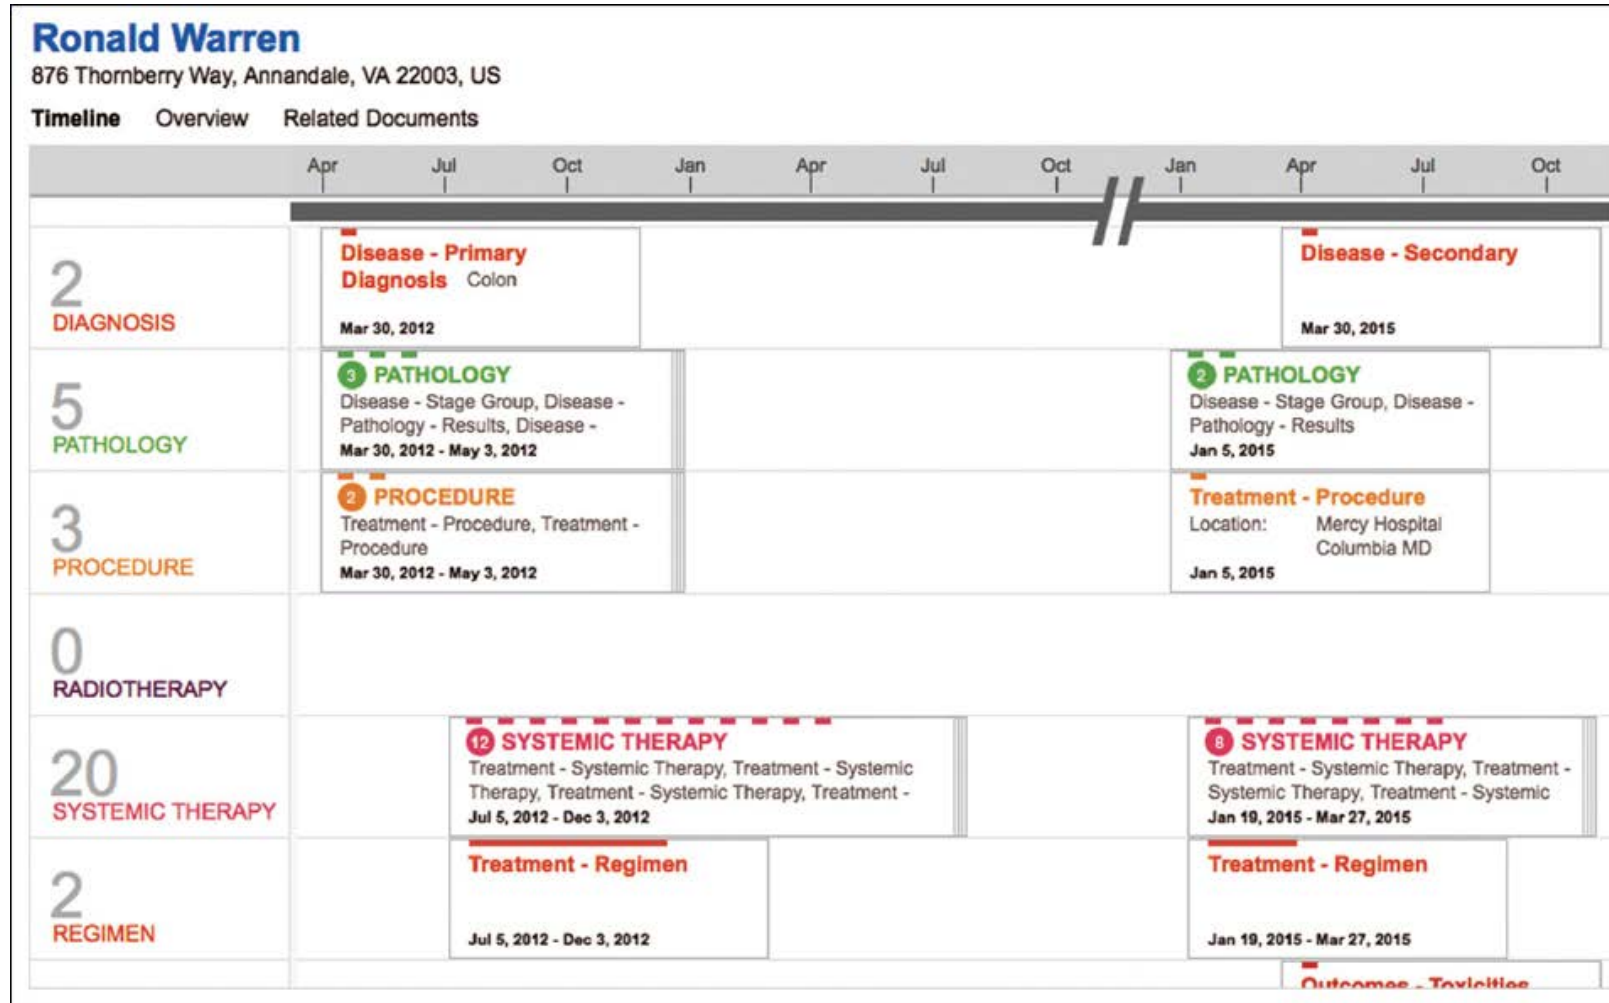 Ronald Warren
876 Thornberry Way, Annandale, VA 22003, US
Timeline Overview Related Documents
Apr Jul Oct Jan Apr Jul Oct Jan Apr Jul Oct
2
DIAGNOSIS
Disease - Primary
Diagnosis Colon
Mar 30, 2012
Disease - Secondary
Mar 30, 2015
5
PATHOLOGY
3 PATHOLOGY
Disease - Stage Group, Disease -
Pathology - Results, Disease -
Mar 30, 2012 - May 3, 2012
2 PATHOLOGY
Disease - Stage Group, Disease -
Pathology - Results
Jan 5, 2015
3
PROCEDURE
2 PROCEDURE
Treatment - Procedure, Treatment -
Procedure
Mar 30, 2012 - May 3, 2012
Treatment - Procedure
Location: Mercy Hospital
Columbia MD
Jan 5, 2015
0
RADIOTHERAPY
20
SYSTEMIC THERAPY
12 SYSTEMIC THERAPY
Treatment - Systemic Therapy, Treatment - Systemic
Therapy, Treatment - Systemic Therapy, Treatment -
Jul 5, 2012 - Dec 3, 2012
8 SYSTEMIC THERAPY
Treatment - Systemic Therapy, Treatment -
Systemic Therapy, Treatment - Systemic
Jan 19, 2015 - Mar 27, 2015
2
REGIMEN
Treatment - Regimen
Jul 5, 2012 - Dec 3, 2012
Treatment - Regimen
Jan 19, 2015 - Mar 27, 2015
Outcomes - Toxicities